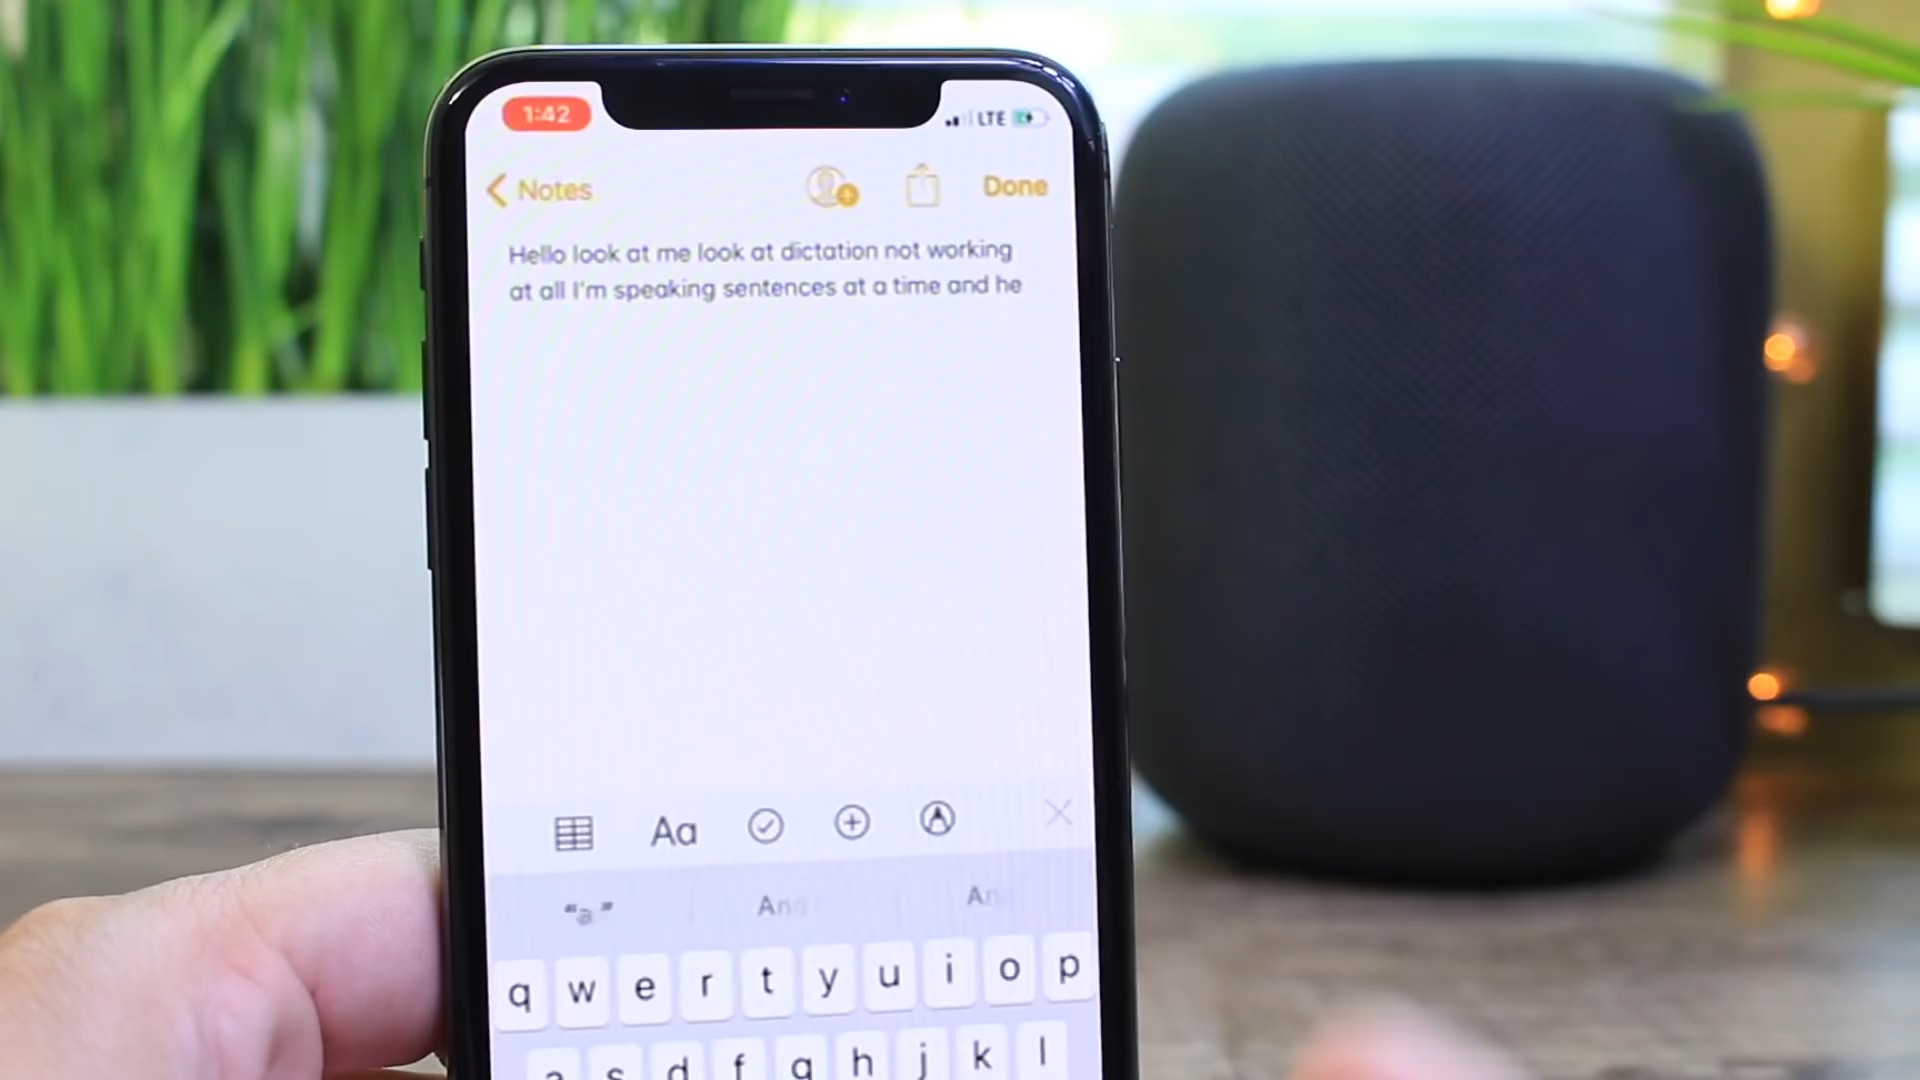 1:42
LTE
Notes
Done
Hello look at me look at dictation not working
at all I'm speaking sentences at a time and he
Aa
"a"
q w e r t y u i o p
a s d f g h j k l